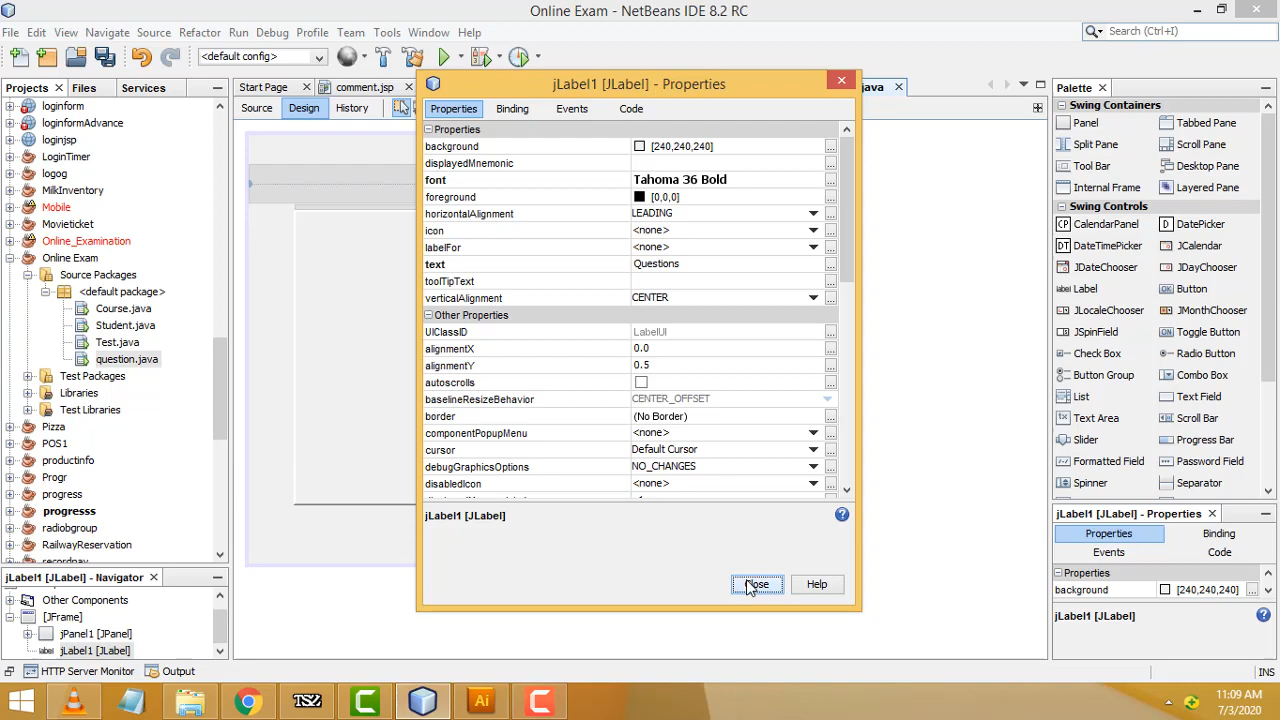 Online Exam - NetBeans IDE 8.2 RC
File Edit View Navigate Source Refactor Run Debug Profile Team Tools Window Help
Search (Ctrl+I)
<default config>
Projects Files Services
Start Page comment.jsp java
Source Design History
loginform
loginformAdvance
loginjsp
LoginTimer
logog
MilkInventory
Mobile
Movieticket
Online_Examination
Online Exam
Source Packages
<default package>
Course.java
Student.java
Test.java
question.java
Test Packages
Libraries
Test Libraries
Pizza
POS1
productinfo
Progr
progress
progresss
radiobgroup
RailwayReservation
recordnav
jLabel1 [JLabel] - Navigator
Other Components
[JFrame]
jPanel1 [JPanel]
label jLabel1 [JLabel]
jLabel1 [JLabel] - Properties
Properties Binding Events Code
Properties
background [240,240,240]
displayedMnemonic
font Tahoma 36 Bold
foreground [0,0,0]
horizontalAlignment LEADING
icon <none>
labelFor <none>
text Questions
toolTipText
verticalAlignment CENTER
Other Properties
UIClassID LabelUI
alignmentX 0.0
alignmentY 0.5
autoscrolls
baselineResizeBehavior CENTER_OFFSET
border (No Border)
componentPopupMenu <none>
cursor Default Cursor
debugGraphicsOptions NO_CHANGES
disabledIcon <none>
jLabel1 [JLabel]
Close Help
Palette
Swing Containers
Panel Tabbed Pane
Split Pane Scroll Pane
Tool Bar Desktop Pane
Internal Frame Layered Pane
Swing Controls
CalendarPanel DatePicker
DateTimePicker JCalendar
JDateChooser JDayChooser
label Label OK Button
JLocaleChooser JMonthChooser
JSpinField Toggle Button
Check Box Radio Button
Button Group Combo Box
List Text Field
Text Area Scroll Bar
Slider Progress Bar
Formatted Field Password Field
Spinner Separator
jLabel1 [JLabel] - Properties
Properties Binding
Events Code
Properties
background [240,240,240]
jLabel1 [JLabel]
HTTP Server Monitor Output
INS
TSZ
Ai
11:09 AM
7/3/2020